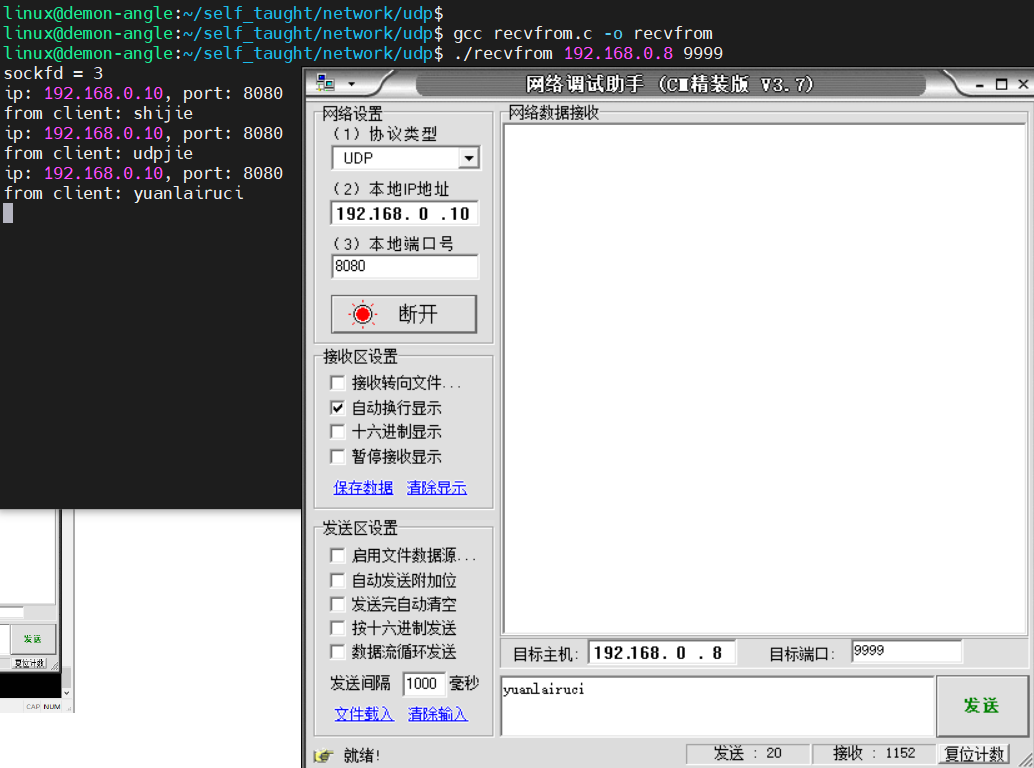 linux@demon-angle:~/self_taught/network/udp$
linux@demon-angle:~/self_taught/network/udp$ gcc recvfrom.c -o recvfrom
linux@demon-angle:~/self_taught/network/udp$ ./recvfrom 192.168.0.8 9999
sockfd = 3
ip: 192.168.0.10, port: 8080
from client: shijie
ip: 192.168.0.10, port: 8080
from client: udpjie
ip: 192.168.0.10, port: 8080
from client: yuanlairuci
网络调试助手 (C■精装版 V3.7)
网络设置
(1) 协议类型
UDP
(2) 本地IP地址
192.168. 0 .10
(3) 本地端口号
8080
断开
接收区设置
接收转向文件...
自动换行显示
十六进制显示
暂停接收显示
保存数据 清除显示
发送区设置
启用文件数据源...
自动发送附加位
发送完自动清空
按十六进制发送
数据流循环发送
发送间隔 1000 毫秒
文件载入 清除输入
网络数据接收
目标主机: 192.168. 0 . 8 目标端口: 9999
yuanlairuci
发送
就绪! 发送 : 20 接收 : 1152 复位计数
发送
复位计数
CAP NUM